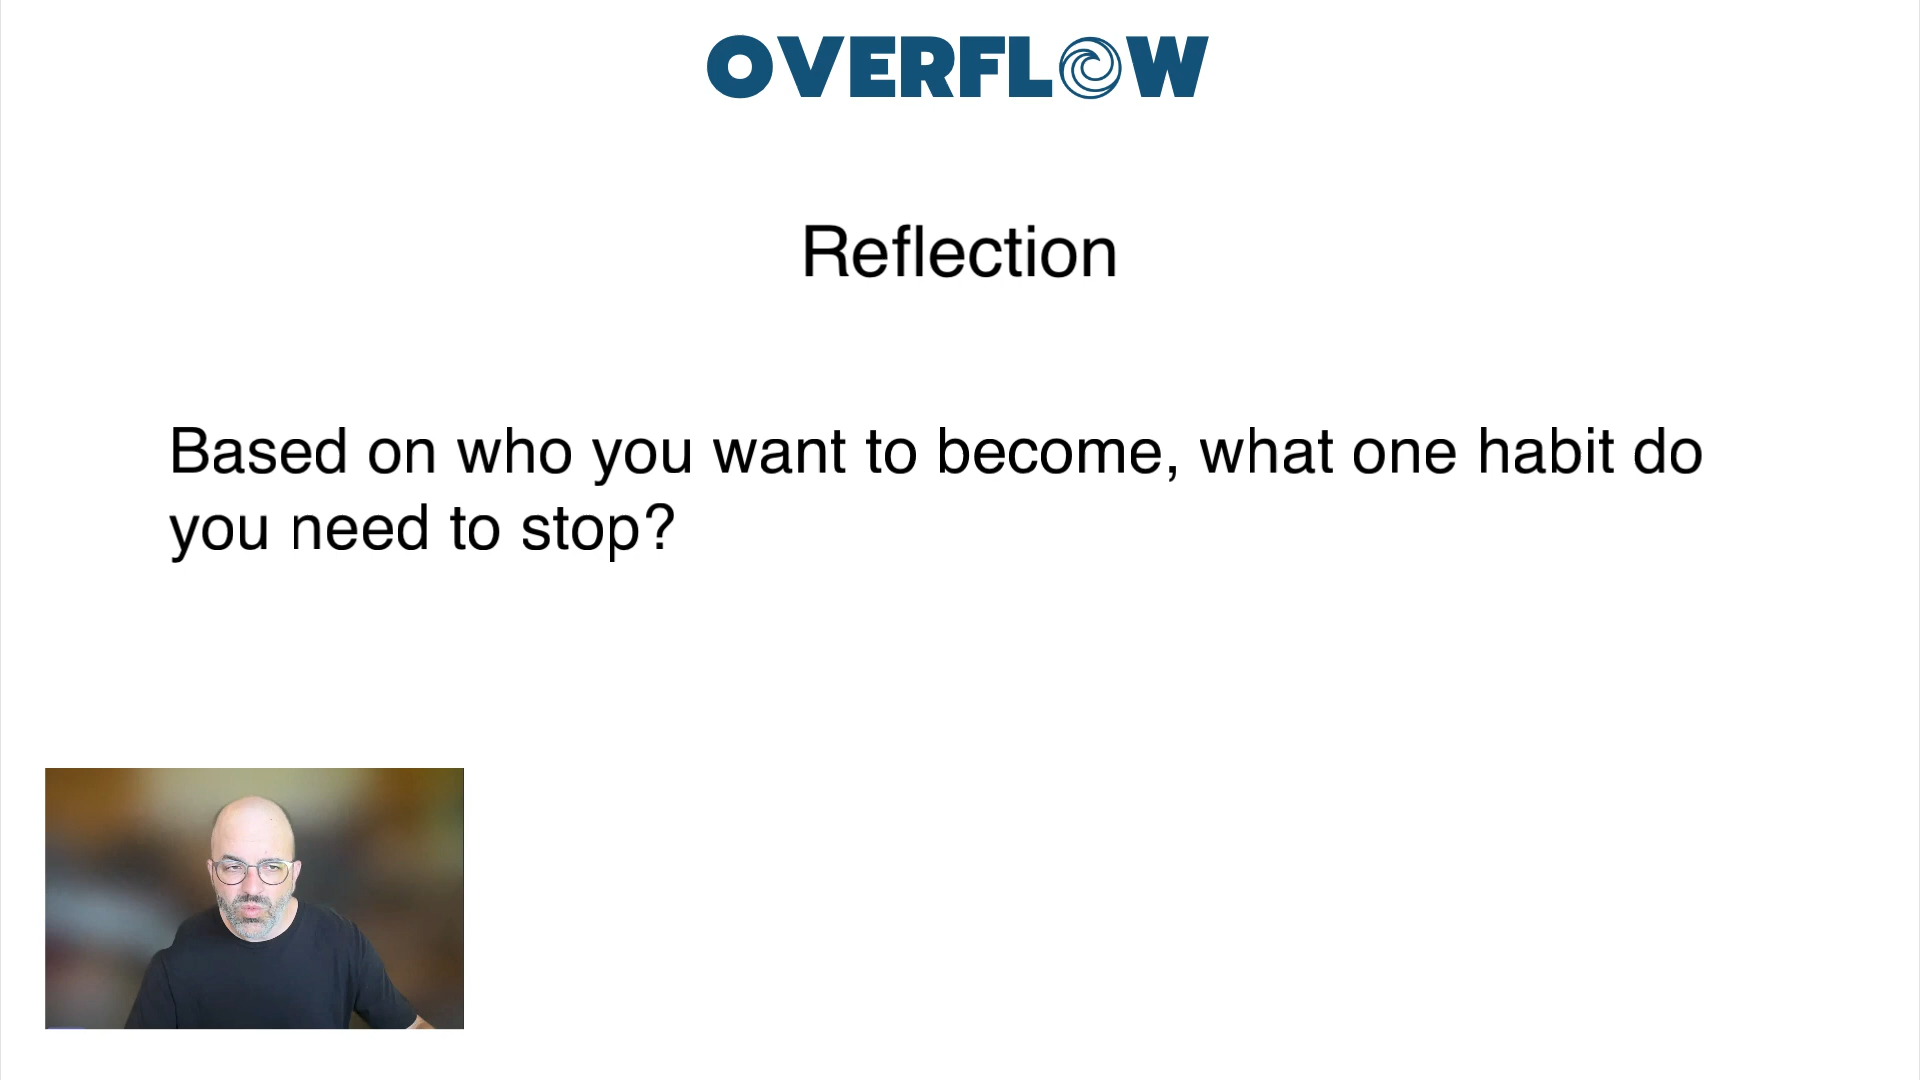 OVERFLOW
Reflection
Based on who you want to become, what one habit do
you need to stop?